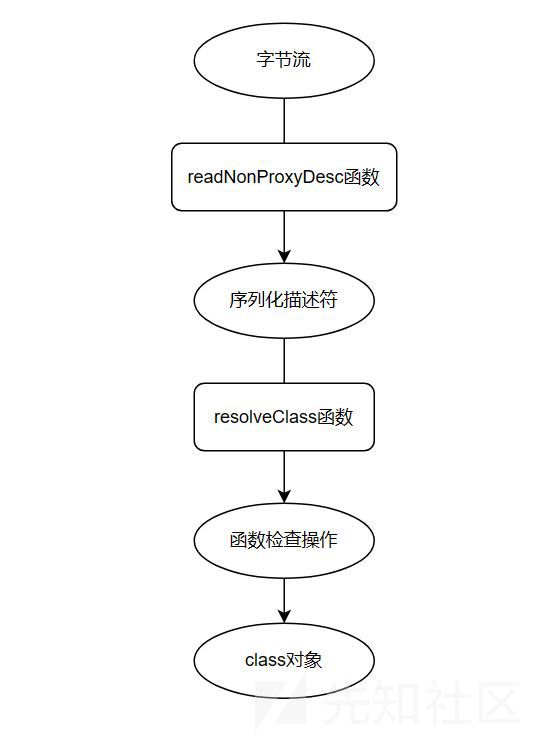 字节流
readNonProxyDesc函数
序列化描述符
resolveClass函数
函数检查操作
class对象
先知社区